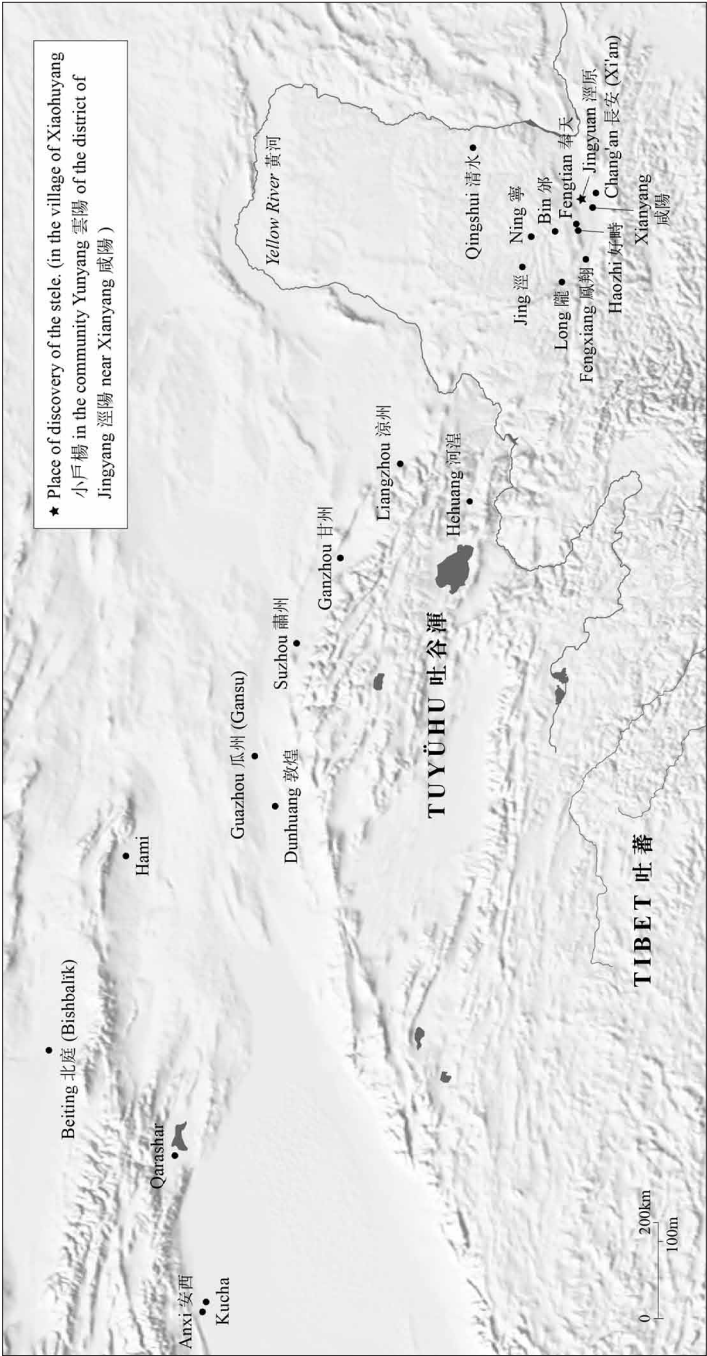 ★ Place of discovery of the stele. (in the village of Xiaohuyang
小戶楊 in the community Yunyang 雲陽 of the district of
Jingyang 涇陽 near Xianyang 咸陽 )
Beiting 北庭 (Bishbalïk)
Hami
Qarashar
Anxi 安西
Kucha
Guazhou 瓜州 (Gansu)
Dunhuang 敦煌
Suzhou 肅州
Ganzhou 甘州
Liangzhou 涼州
Hehuang 河湟
Yellow River 黃河
Qingshui 清水
Ning 寧
Jing 涇
Bin 邠
Long 隴
Fengtian 奉天
Fengxiang 鳳翔
Jingyuan 涇原
Haozhi 好畤
Chang'an 長安 (Xi'an)
Xianyang
咸陽
TUYÜHU 吐谷渾
TIBET 吐蕃
0 200km
100m